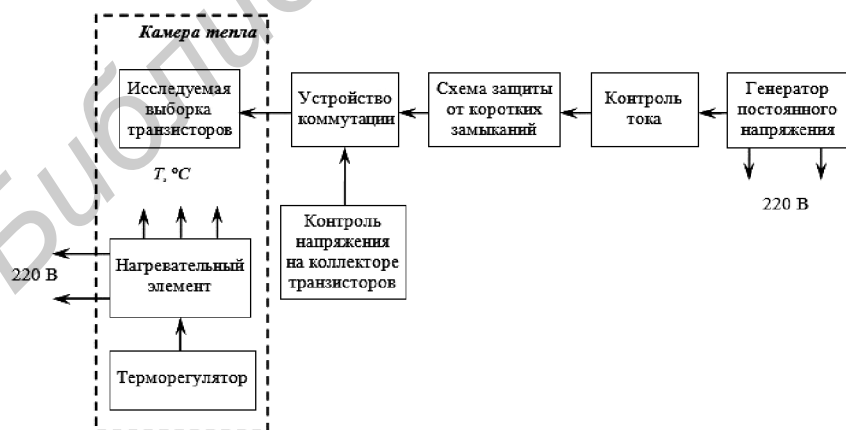 Камера тепла
Исследуемая
выборка
транзисторов
Устройство
коммутации
Схема защиты
от коротких
замыканий
Контроль
тока
Генератор
постоянного
напряжения
T, °C
220 В
Контроль
напряжения
на коллекторе
транзисторов
Нагревательный
элемент
220 В
Терморегулятор